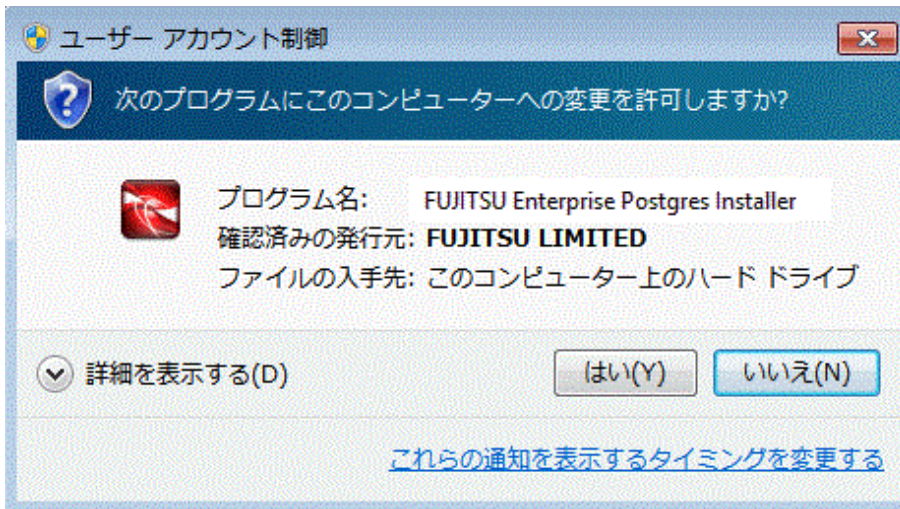 ユーザー アカウント制御
次のプログラムにこのコンピューターへの変更を許可しますか?
プログラム名: FUJITSU Enterprise Postgres Installer
確認済みの発行元: FUJITSU LIMITED
ファイルの入手先: このコンピューター上のハード ドライブ
詳細を表示する(D) はい(Y) いいえ(N)
これらの通知を表示するタイミングを変更する